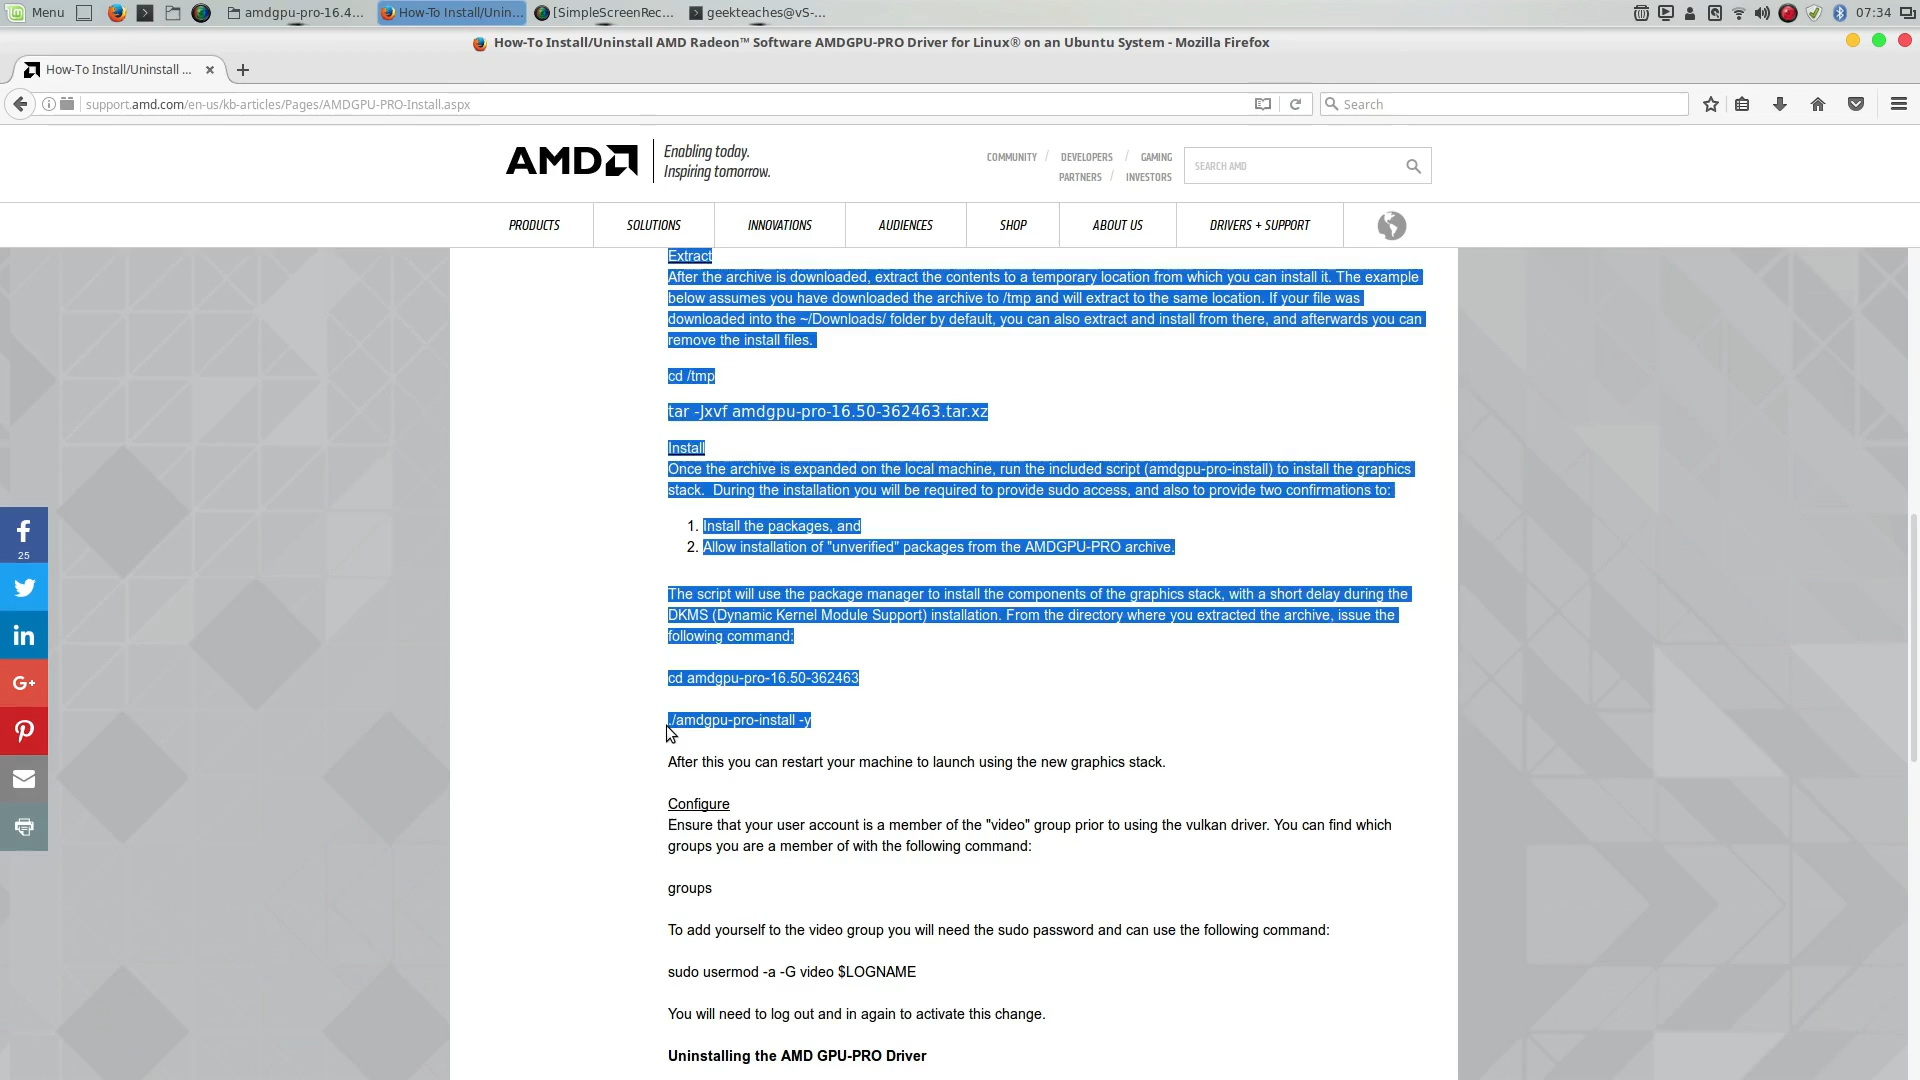 Menu
amdgpu-pro-16.4...
How-To Install/Unin...
[SimpleScreenRec...
geekteaches@vS-...
07:34
How-To Install/Uninstall AMD Radeon™ Software AMDGPU-PRO Driver for Linux® on an Ubuntu System - Mozilla Firefox
How-To Install/Uninstall ...
support.amd.com/en-us/kb-articles/Pages/AMDGPU-PRO-Install.aspx
Search
AMD
Enabling today.
Inspiring tomorrow.
COMMUNITY / DEVELOPERS / GAMING
PARTNERS / INVESTORS
SEARCH AMD
PRODUCTS
SOLUTIONS
INNOVATIONS
AUDIENCES
SHOP
ABOUT US
DRIVERS + SUPPORT
Extract
After the archive is downloaded, extract the contents to a temporary location from which you can install it. The example
below assumes you have downloaded the archive to /tmp and will extract to the same location. If your file was
downloaded into the ~/Downloads/ folder by default, you can also extract and install from there, and afterwards you can
remove the install files.
cd /tmp
tar -Jxvf amdgpu-pro-16.50-362463.tar.xz
Install
Once the archive is expanded on the local machine, run the included script (amdgpu-pro-install) to install the graphics
stack.  During the installation you will be required to provide sudo access, and also to provide two confirmations to:
1. Install the packages, and
2. Allow installation of "unverified" packages from the AMDGPU-PRO archive.
The script will use the package manager to install the components of the graphics stack, with a short delay during the
DKMS (Dynamic Kernel Module Support) installation. From the directory where you extracted the archive, issue the
following command:
cd amdgpu-pro-16.50-362463
./amdgpu-pro-install -y
After this you can restart your machine to launch using the new graphics stack.
Configure
Ensure that your user account is a member of the "video" group prior to using the vulkan driver. You can find which
groups you are a member of with the following command:
groups
To add yourself to the video group you will need the sudo password and can use the following command:
sudo usermod -a -G video $LOGNAME
You will need to log out and in again to activate this change.
Uninstalling the AMD GPU-PRO Driver
25
G+